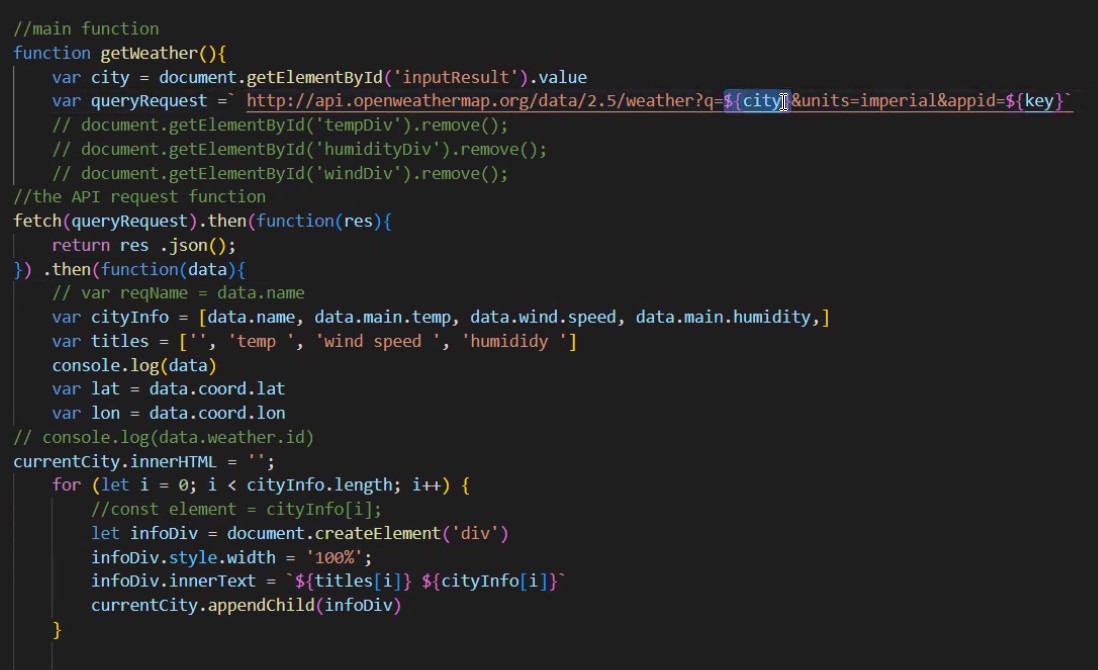 //main function
function getWeather(){
    var city = document.getElementById('inputResult').value
    var queryRequest =` http://api.openweathermap.org/data/2.5/weather?q=${city}&units=imperial&appid=${key}`
    // document.getElementById('tempDiv').remove();
    // document.getElementById('humidityDiv').remove();
    // document.getElementById('windDiv').remove();
//the API request function
fetch(queryRequest).then(function(res){
    return res .json();
}) .then(function(data){
    // var reqName = data.name
    var cityInfo = [data.name, data.main.temp, data.wind.speed, data.main.humidity,]
    var titles = ['', 'temp ', 'wind speed ', 'humididy ']
    console.log(data)
    var lat = data.coord.lat
    var lon = data.coord.lon
// console.log(data.weather.id)
currentCity.innerHTML = '';
    for (let i = 0; i < cityInfo.length; i++) {
        //const element = cityInfo[i];
        let infoDiv = document.createElement('div')
        infoDiv.style.width = '100%';
        infoDiv.innerText = `${titles[i]} ${cityInfo[i]}`
        currentCity.appendChild(infoDiv)
    }